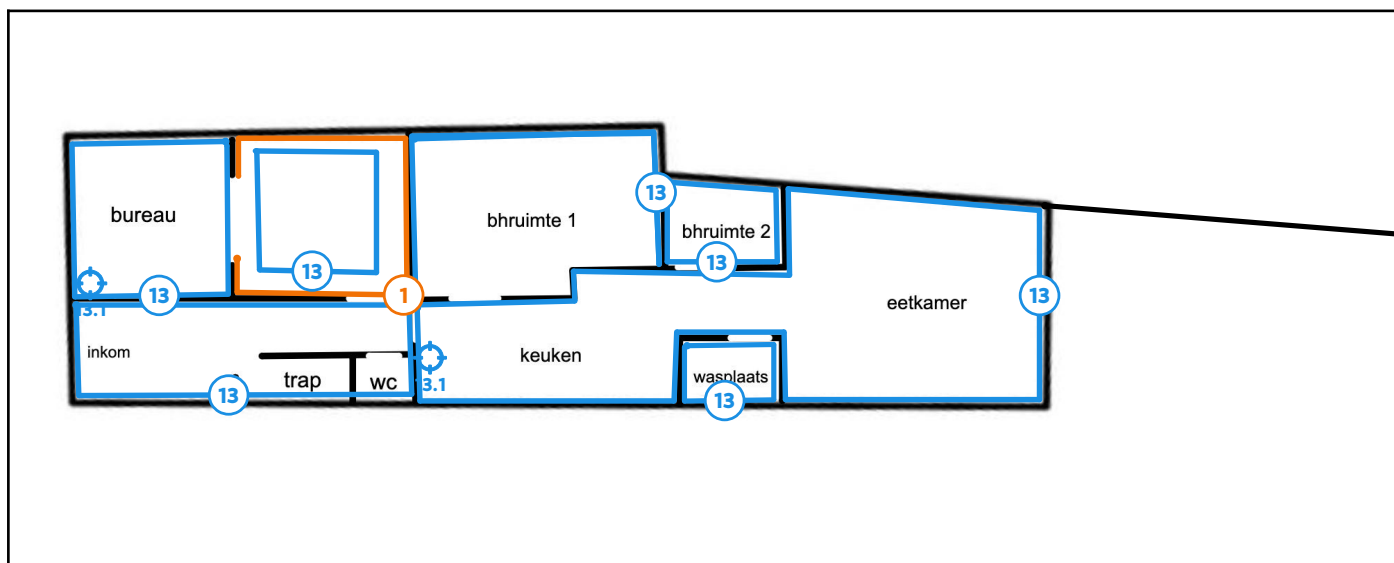 bureau
13
13.1
13
1
inkom
trap
wc
13
bhruimte 1
13
bhruimte 2
13
keuken
13.1
wasplaats
13
eetkamer
13